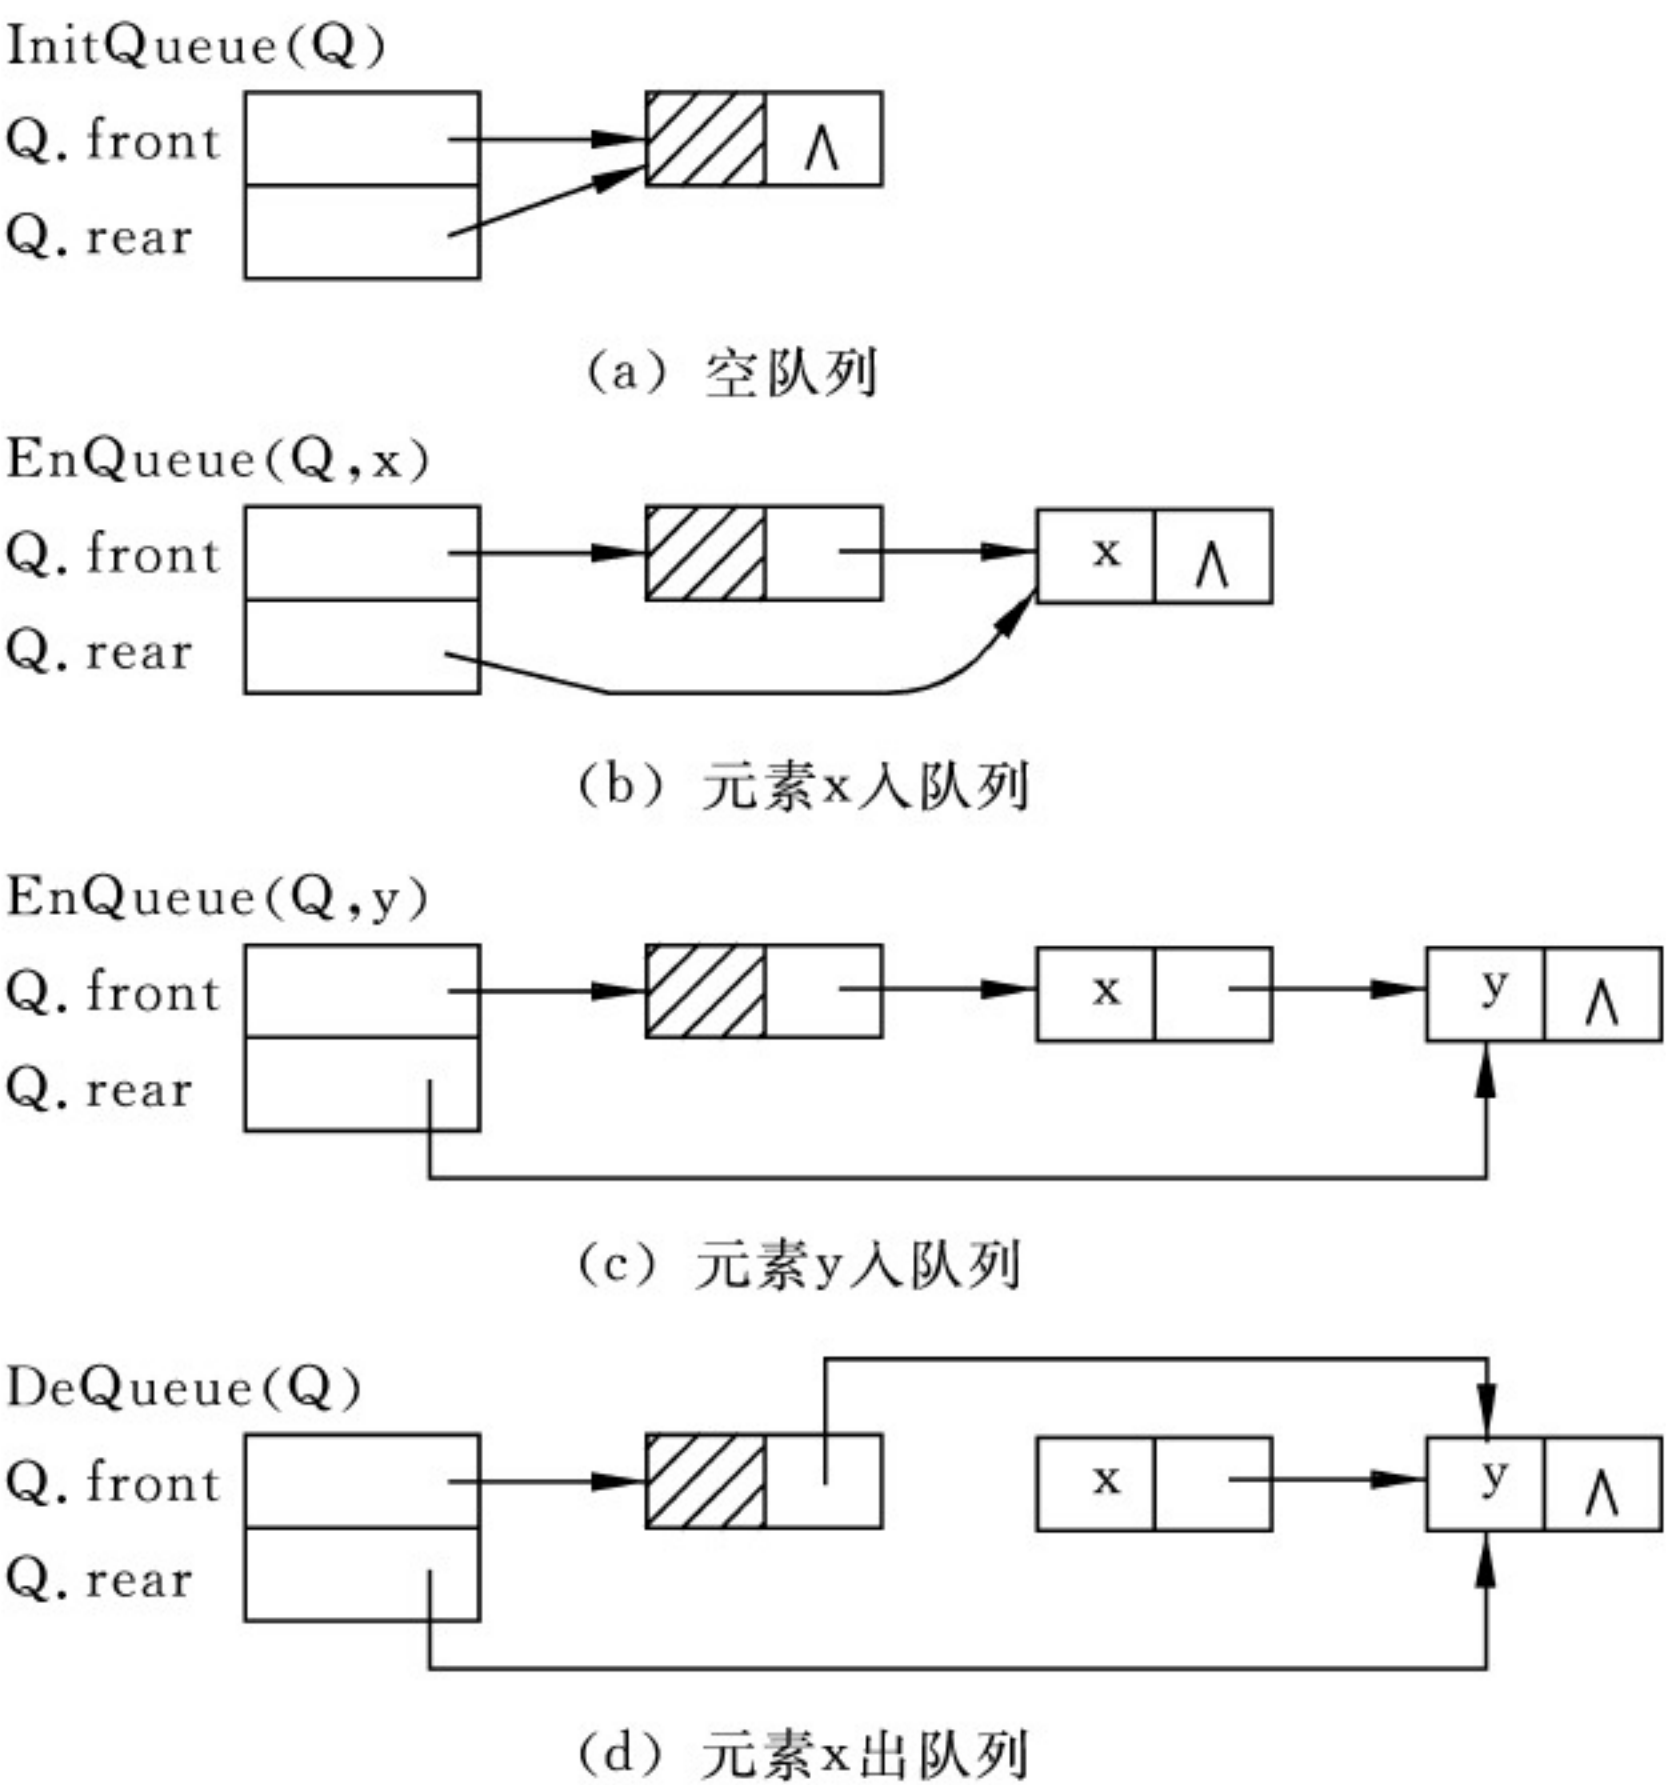 InitQueue(Q)
Q. front
∧
Q. rear
(a) 空队列
EnQueue(Q,x)
Q. front
x ∧
Q. rear
(b) 元素x入队列
EnQueue(Q,y)
Q. front
x y ∧
Q. rear
(c) 元素y入队列
DeQueue(Q)
Q. front
x y ∧
Q. rear
(d) 元素x出队列